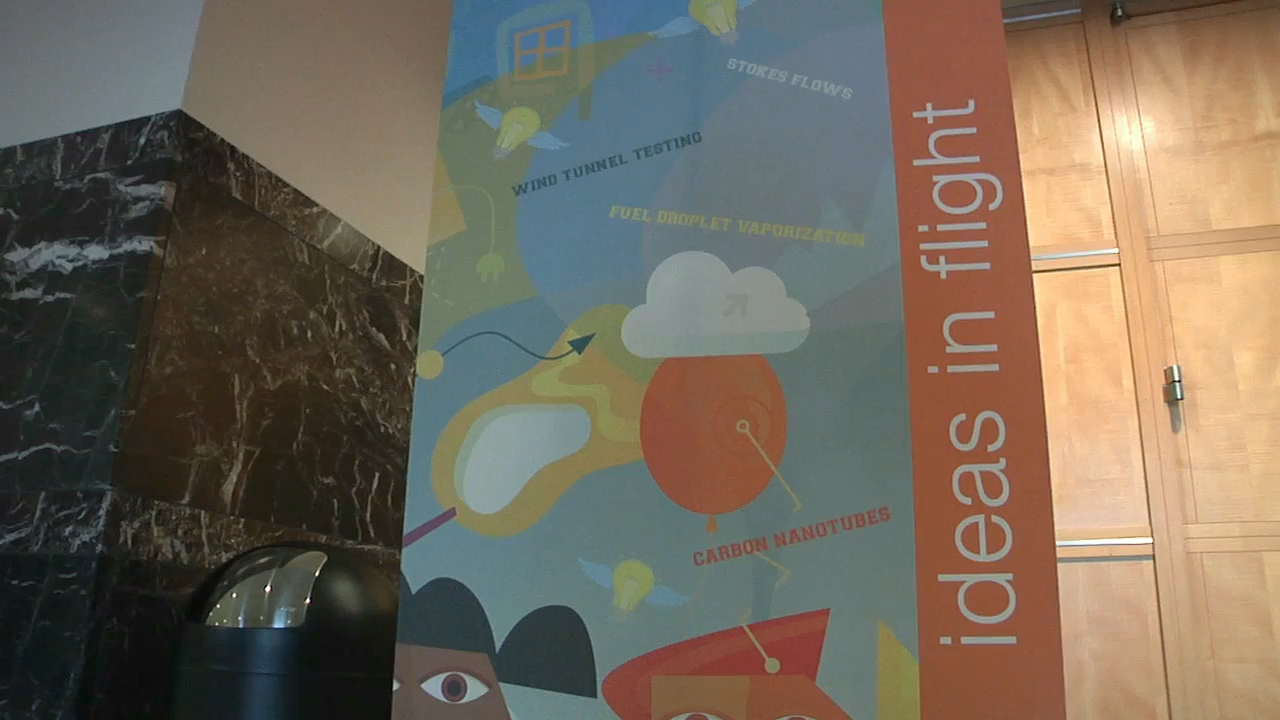 STOKES FLOWS
WIND TUNNEL TESTING
FUEL DROPLET VAPORIZATION
CARBON NANOTUBES
ideas in flight